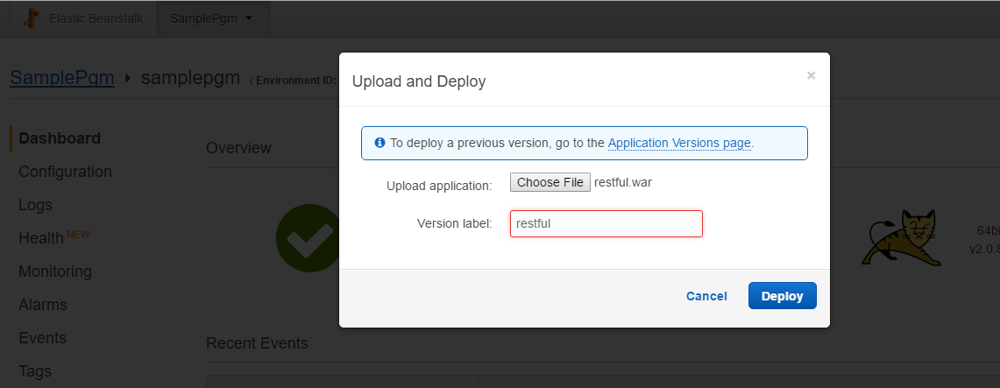 Elastic Beanstalk SamplePgm
SamplePgm samplepgm ( Environment ID:
Upload and Deploy ×
To deploy a previous version, go to the Application Versions page.
Upload application: Choose File restful.war
Version label: restful
Cancel Deploy
Dashboard
Configuration
Logs
Health NEW
Monitoring
Alarms
Events
Tags
Overview
v2.0.8
Recent Events